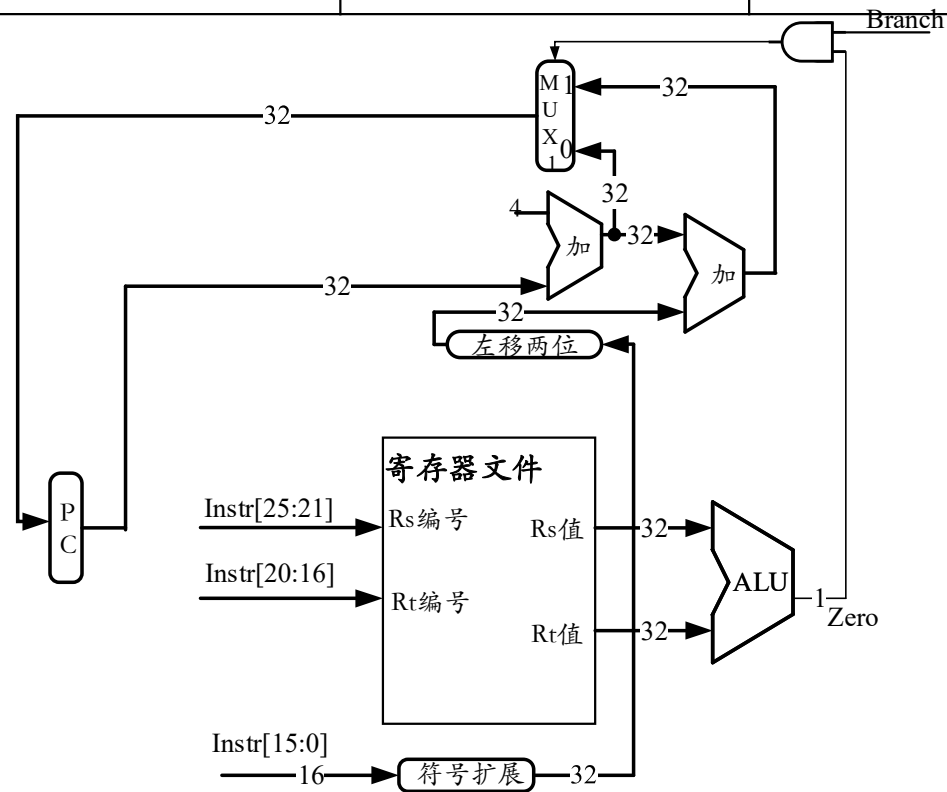 Branch
M 1
U
X 0
1
32
32
32
4
加
32
加
32
32
左移两位
寄存器文件
P
C
Instr[25:21]
Rs编号
Rs值
32
Instr[20:16]
Rt编号
ALU
1
Zero
Rt值
32
Instr[15:0]
16
符号扩展
32